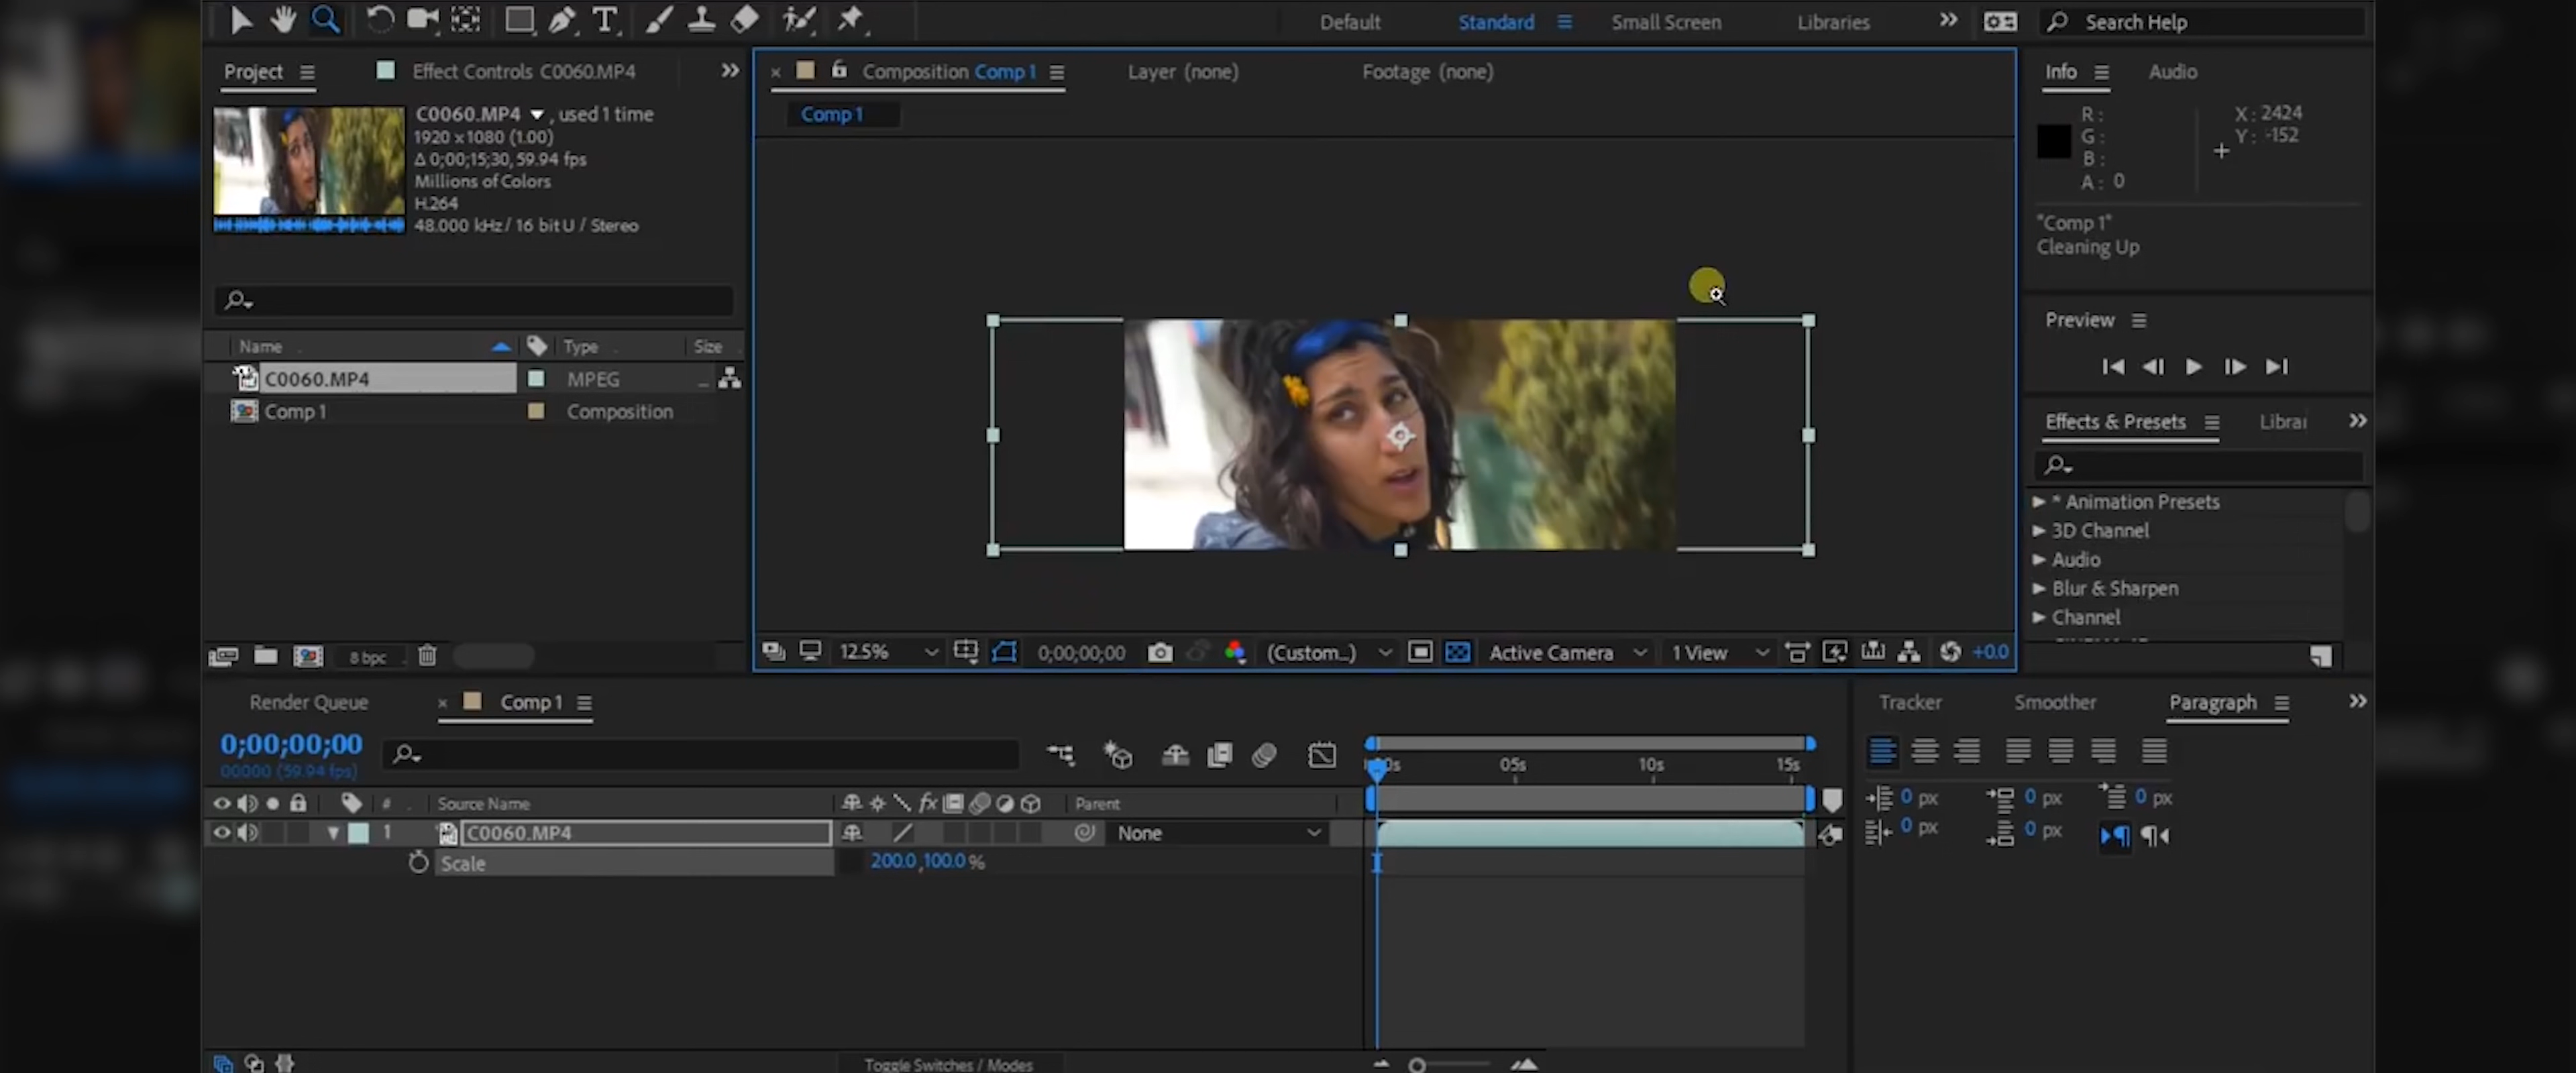 Default Standard Small Screen Libraries Search Help
Project Effect Controls C0060.MP4
C0060.MP4 , used 1 time
1920 x 1080 (1.00)
Δ 0;00;15;30, 59.94 fps
Millions of Colors
H.264
48.000 kHz / 16 bit U / Stereo
Name Type Size
C0060.MP4 MPEG
Comp 1 Composition
8 bpc
Composition Comp 1 Layer (none) Footage (none)
Comp 1
12.5% 0;00;00;00 (Custom...) Active Camera 1 View +0.0
Info Audio
R: X: 2424
G: Y: -152
B:
A: 0
"Comp 1"
Cleaning Up
Preview
Effects & Presets Librai
* Animation Presets
3D Channel
Audio
Blur & Sharpen
Channel
Render Queue Comp 1
0;00;00;00
00000 (59.94 fps)
05s 10s 15s
# Source Name fx Parent
1 C0060.MP4 None
Scale 200.0,100.0%
Toggle Switches / Modes
Tracker Smoother Paragraph
0 px 0 px 0 px
0 px 0 px